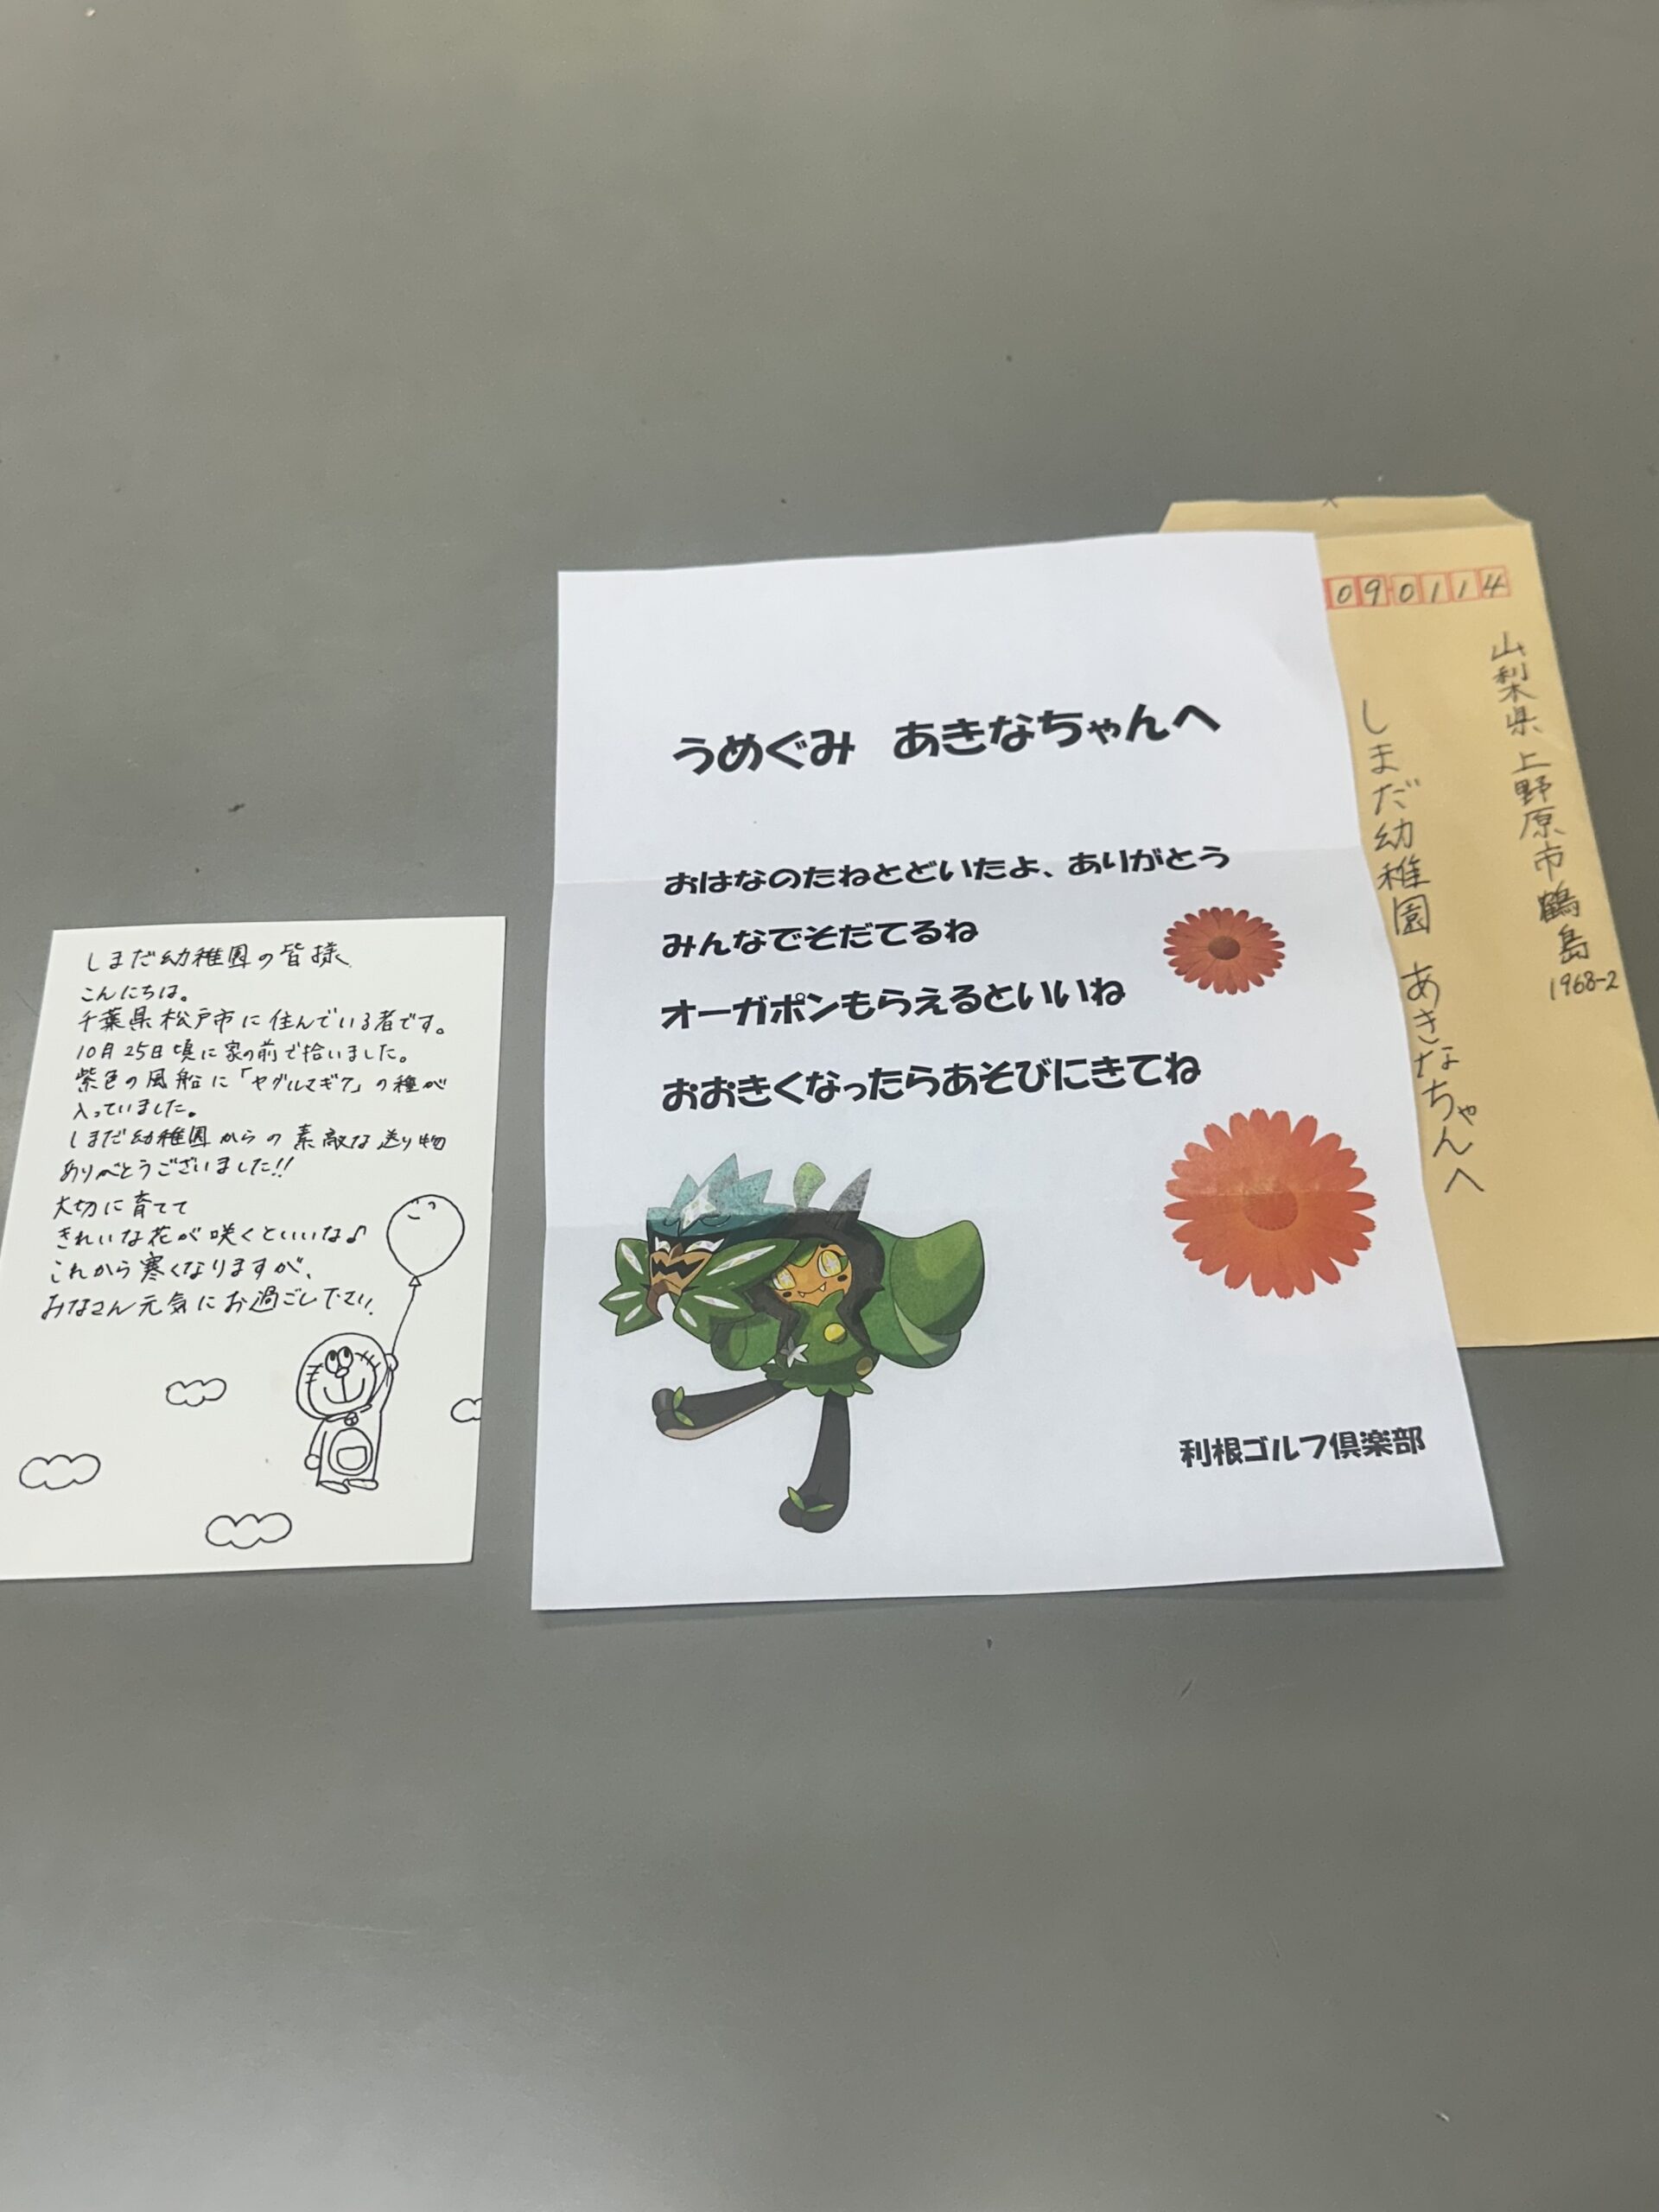 しまだ幼稚園の皆様
こんにちは。
千葉県松戸市に住んでいる者です。
10月25日頃に家の前で拾いました。
紫色の風船に「ヤグルマギク」の種が
入っていました。
しまだ幼稚園からの素敵な送り物
ありがとうございました!!
大切に育てて
きれいな花が咲くといいな♪
これから寒くなりますが、
みなさん元気にお過ごし下さい!
うめぐみ あきなちゃんへ
おはなのたねとどいたよ、ありがとう
みんなでそだてるね
オーガポンもらえるといいね
おおきくなったらあそびにきてね
利根ゴルフ倶楽部
090114
山梨県上野原市鶴島
1968-2
しまだ幼稚園 あきなちゃんへ